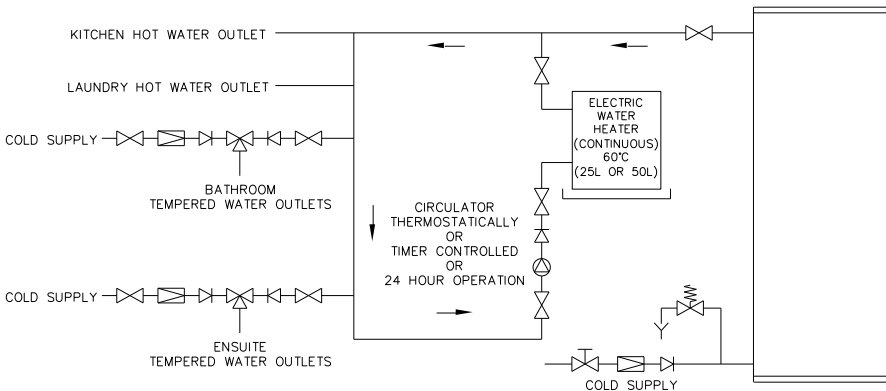 KITCHEN HOT WATER OUTLET
LAUNDRY HOT WATER OUTLET
COLD SUPPLY
BATHROOM
TEMPERED WATER OUTLETS
ELECTRIC
WATER
HEATER
(CONTINUOUS)
60°C
(25L OR 50L)
CIRCULATOR
THERMOSTATICALLY
OR
TIMER CONTROLLED
OR
24 HOUR OPERATION
COLD SUPPLY
ENSUITE
TEMPERED WATER OUTLETS
COLD SUPPLY